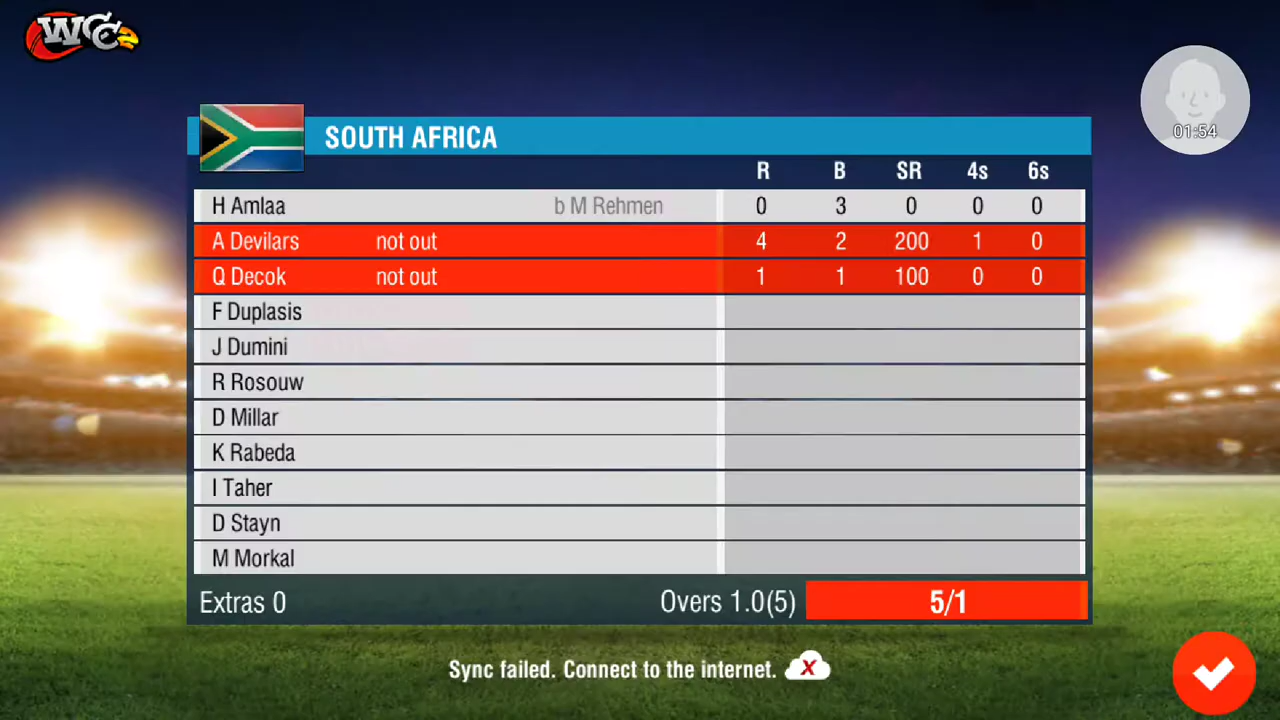 WCC
01:54
SOUTH AFRICA
R B SR 4s 6s
H Amlaa b M Rehmen 0 3 0 0 0
A Devilars not out 4 2 200 1 0
Q Decok not out 1 1 100 0 0
F Duplasis
J Dumini
R Rosouw
D Millar
K Rabeda
I Taher
D Stayn
M Morkal
Extras 0 Overs 1.0(5) 5/1
Sync failed. Connect to the internet. X